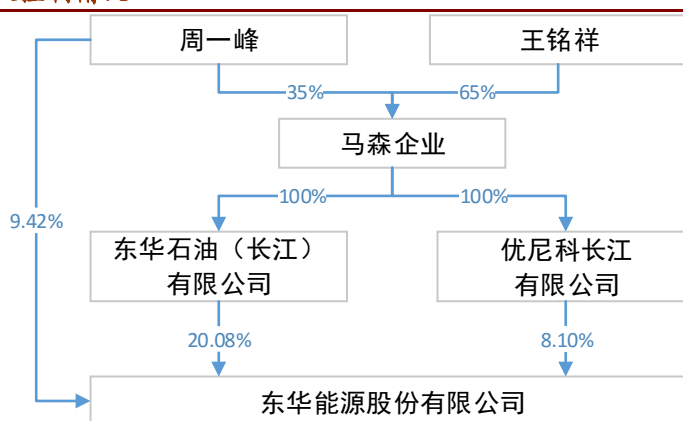 周一峰
王铭祥
35%
65%
马森企业
100%
100%
9.42%
东华石油（长江）
有限公司
优尼科长江
有限公司
20.08%
8.10%
东华能源股份有限公司